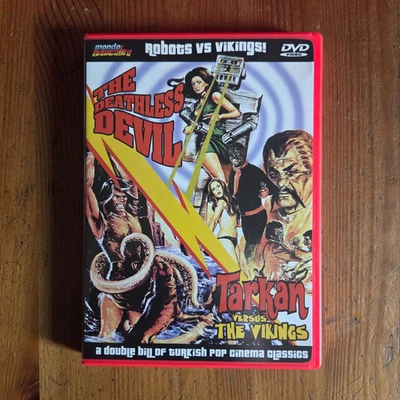 mondo
macabro
Robots vs Vikings!
DVD
VIDEO
THE
DEATHLESS
DEVIL
Tarkan
VERSUS
THE VIKINGS
a double bill of turkish pop cinema classics